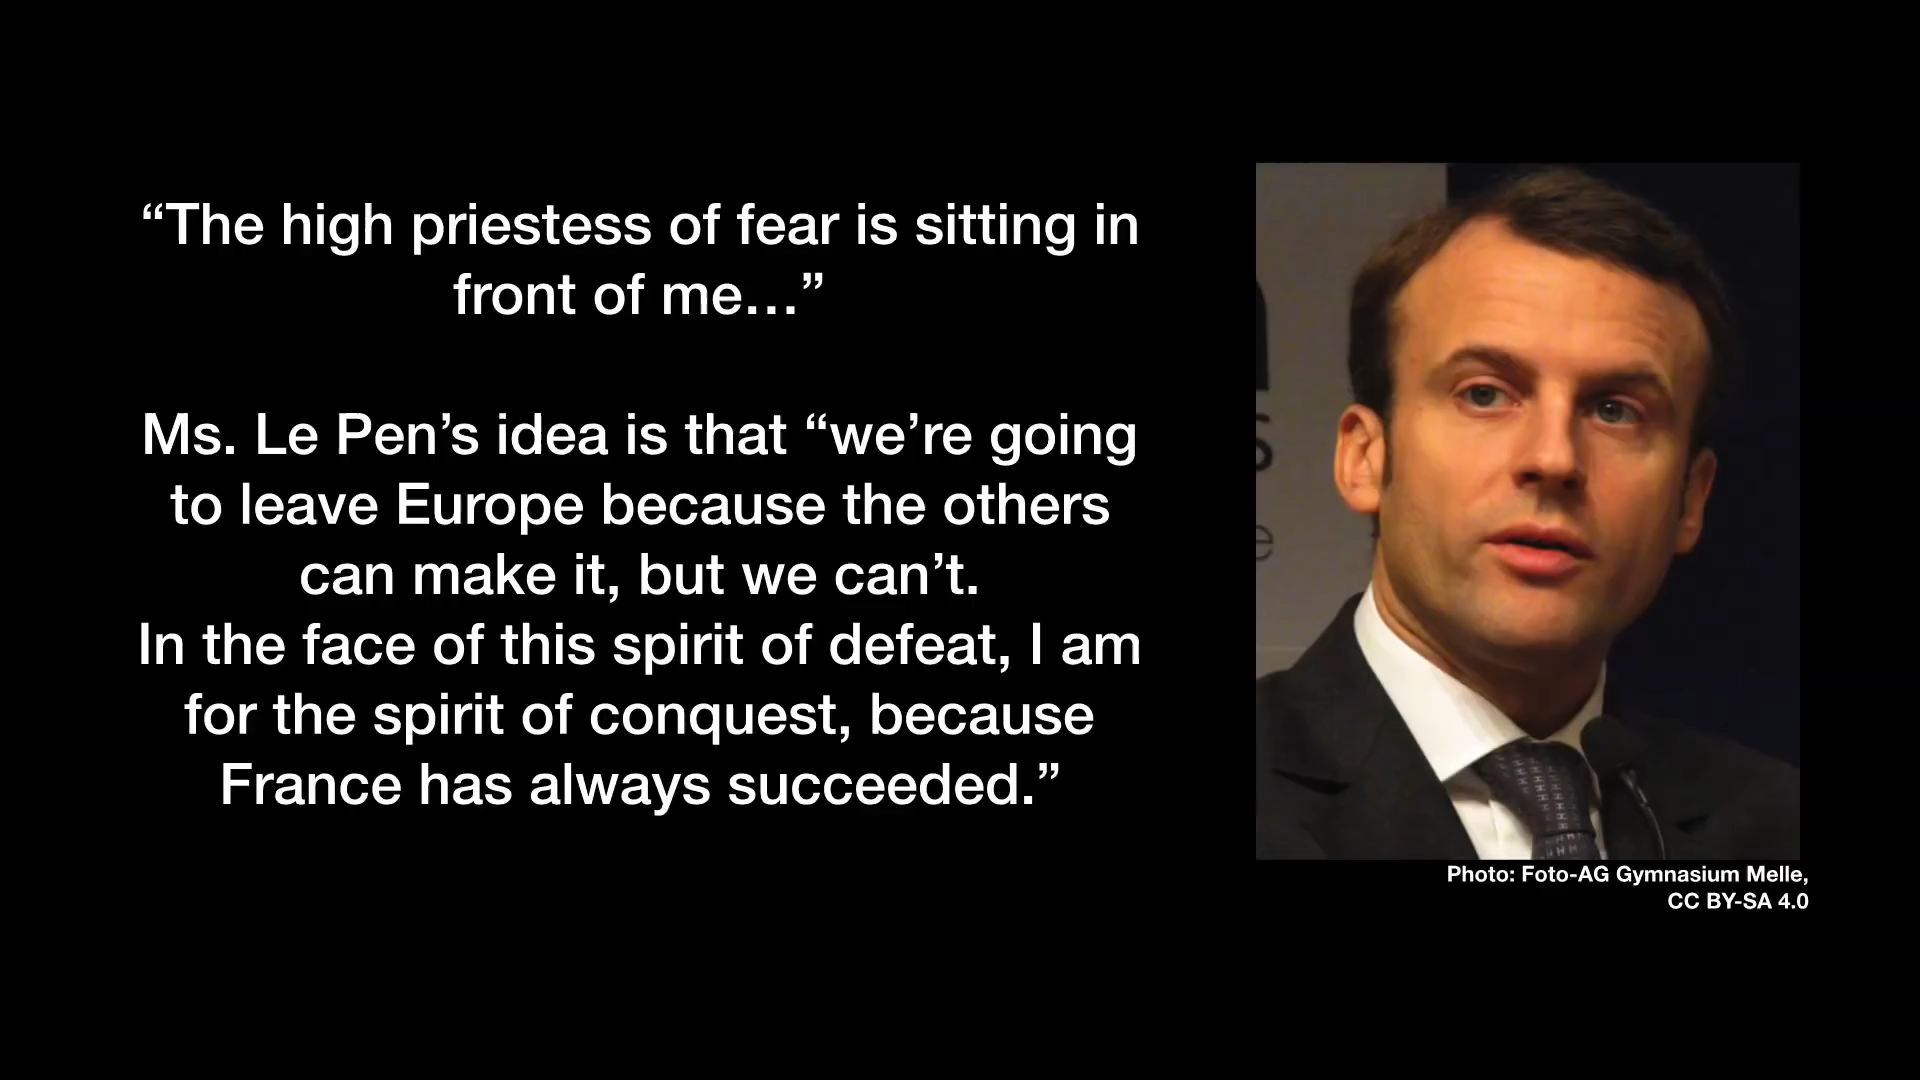 “The high priestess of fear is sitting in
front of me…”
Ms. Le Pen’s idea is that “we’re going
to leave Europe because the others
can make it, but we can’t.
In the face of this spirit of defeat, I am
for the spirit of conquest, because
France has always succeeded.”
s
e
Photo: Foto-AG Gymnasium Melle,
CC BY-SA 4.0